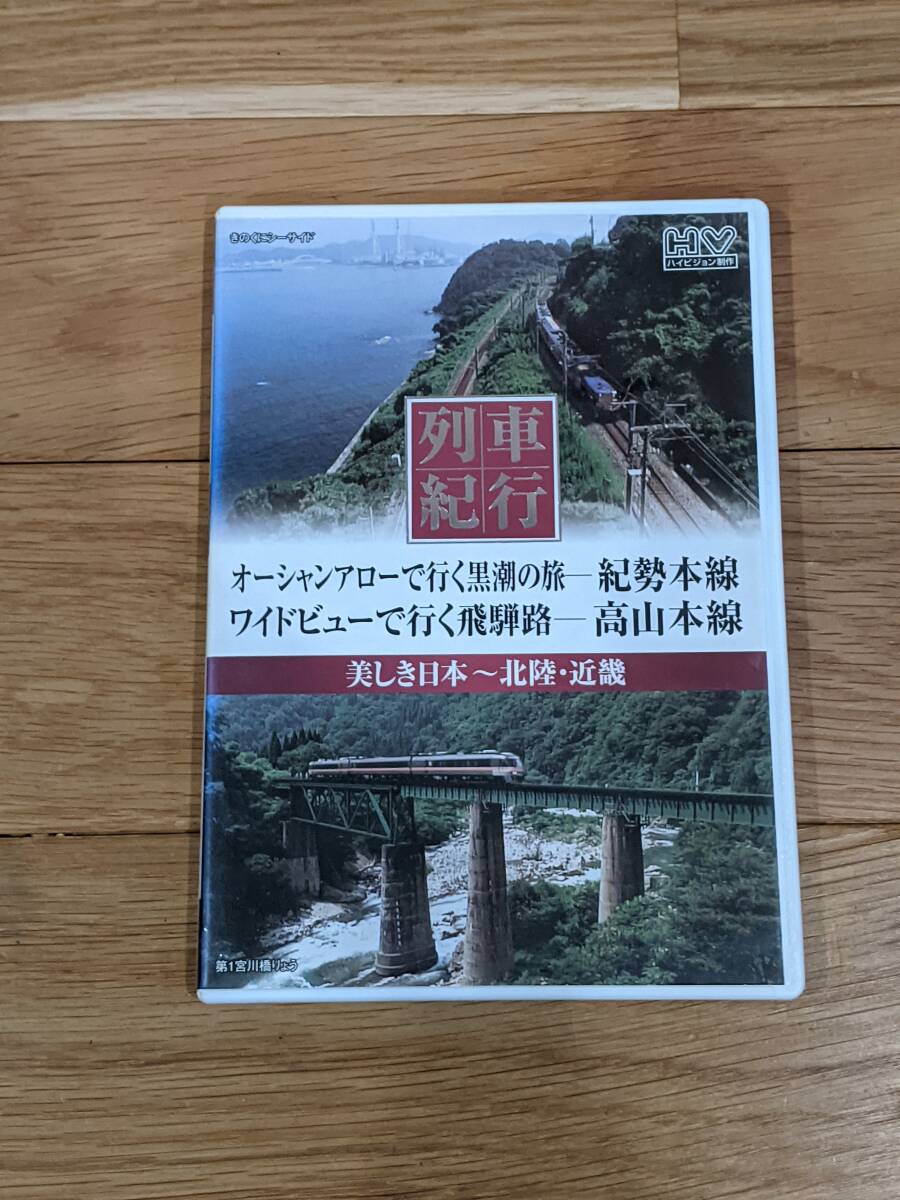 きのくにシーサイド
HV
ハイビジョン制作
列車
紀行
オーシャンアローで行く黒潮の旅―紀勢本線
ワイドビューで行く飛騨路―高山本線
美しき日本～北陸・近畿
第1宮川橋りょう